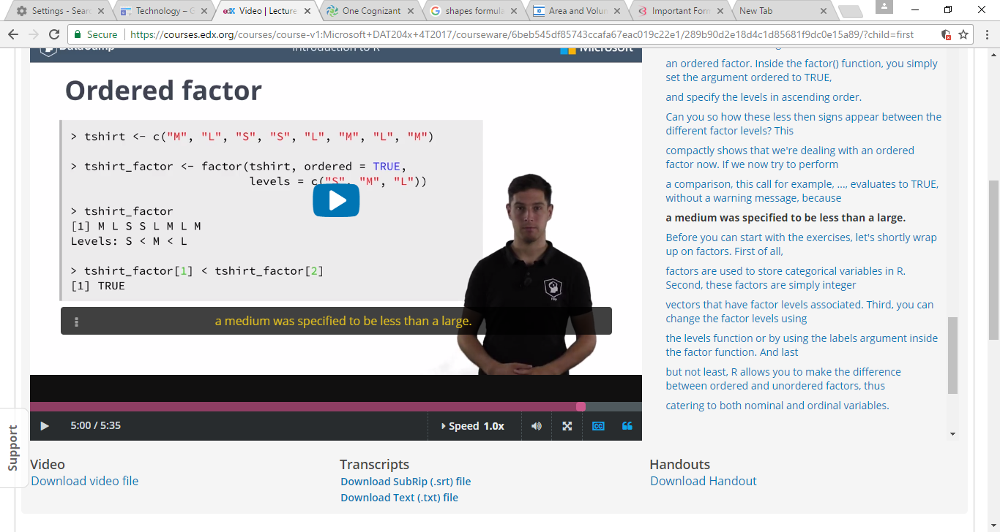 Settings - Searc
Technology – G
edX Video | Lecture
One Cognizant
shapes formula
Area and Volun
Important Form
New Tab
Secure
https://courses.edx.org/courses/course-v1:Microsoft+DAT204x+4T2017/courseware/6beb545df85743ccafa67eac019c22e1/289b90d2e18d4c1d85681f9dc0e15a89/?child=first
DataCamp
Introduction to R
Microsoft
Ordered factor
> tshirt <- c("M", "L", "S", "S", "L", "M", "L", "M")
> tshirt_factor <- factor(tshirt, ordered = TRUE,
levels = c("S", "M", "L"))
> tshirt_factor
[1] M L S S L M L M
Levels: S < M < L
> tshirt_factor[1] < tshirt_factor[2]
[1] TRUE
a medium was specified to be less than a large.
5:00 / 5:35
Speed 1.0x
CC
an ordered factor. Inside the factor() function, you simply
set the argument ordered to TRUE,
and specify the levels in ascending order.
Can you so how these less then signs appear between the
different factor levels? This
compactly shows that we're dealing with an ordered
factor now. If we now try to perform
a comparison, this call for example, ..., evaluates to TRUE,
without a warning message, because
a medium was specified to be less than a large.
Before you can start with the exercises, let's shortly wrap
up on factors. First of all,
factors are used to store categorical variables in R.
Second, these factors are simply integer
vectors that have factor levels associated. Third, you can
change the factor levels using
the levels function or by using the labels argument inside
the factor function. And last
but not least, R allows you to make the difference
between ordered and unordered factors, thus
catering to both nominal and ordinal variables.
Support
Video
Download video file
Transcripts
Download SubRip (.srt) file
Download Text (.txt) file
Handouts
Download Handout